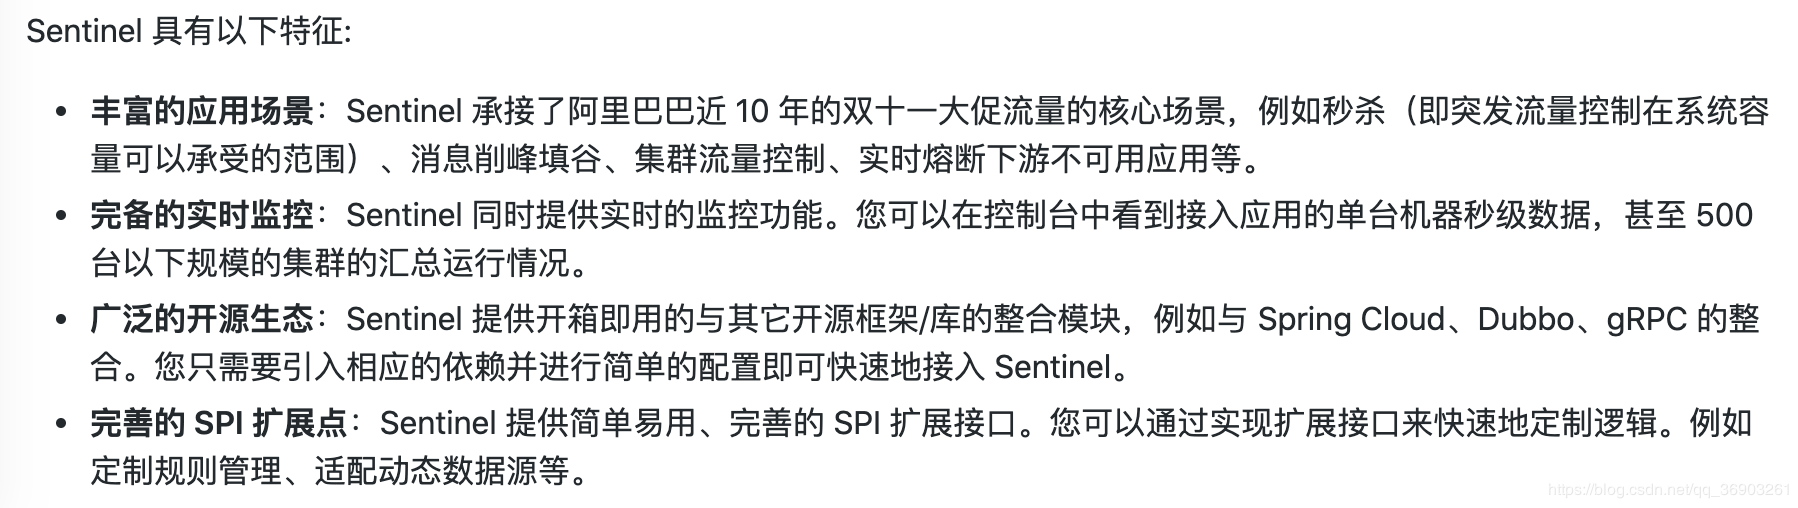 Sentinel 具有以下特征:
• 丰富的应用场景：Sentinel 承接了阿里巴巴近 10 年的双十一大促流量的核心场景，例如秒杀（即突发流量控制在系统容
量可以承受的范围）、消息削峰填谷、集群流量控制、实时熔断下游不可用应用等。
• 完备的实时监控：Sentinel 同时提供实时的监控功能。您可以在控制台中看到接入应用的单台机器秒级数据，甚至 500
台以下规模的集群的汇总运行情况。
• 广泛的开源生态：Sentinel 提供开箱即用的与其它开源框架/库的整合模块，例如与 Spring Cloud、Dubbo、gRPC 的整
合。您只需要引入相应的依赖并进行简单的配置即可快速地接入 Sentinel。
• 完善的 SPI 扩展点：Sentinel 提供简单易用、完善的 SPI 扩展接口。您可以通过实现扩展接口来快速地定制逻辑。例如
定制规则管理、适配动态数据源等。
https://blog.csdn.net/qq_36903261